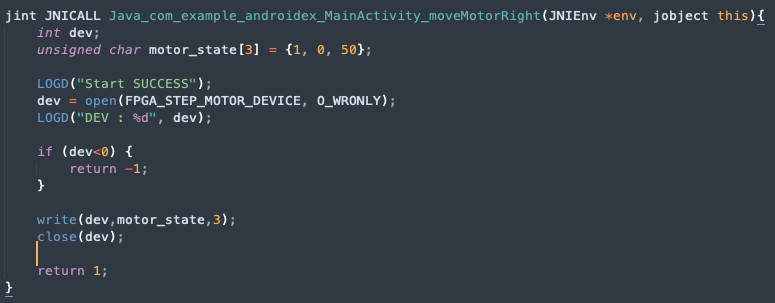 jint JNICALL Java_com_example_androidex_MainActivity_moveMotorRight(JNIEnv *env, jobject this){
    int dev;
    unsigned char motor_state[3] = {1, 0, 50};

    LOGD("Start SUCCESS");
    dev = open(FPGA_STEP_MOTOR_DEVICE, O_WRONLY);
    LOGD("DEV : %d", dev);

    if (dev<0) {
        return -1;
    }

    write(dev,motor_state,3);
    close(dev);

    return 1;
}